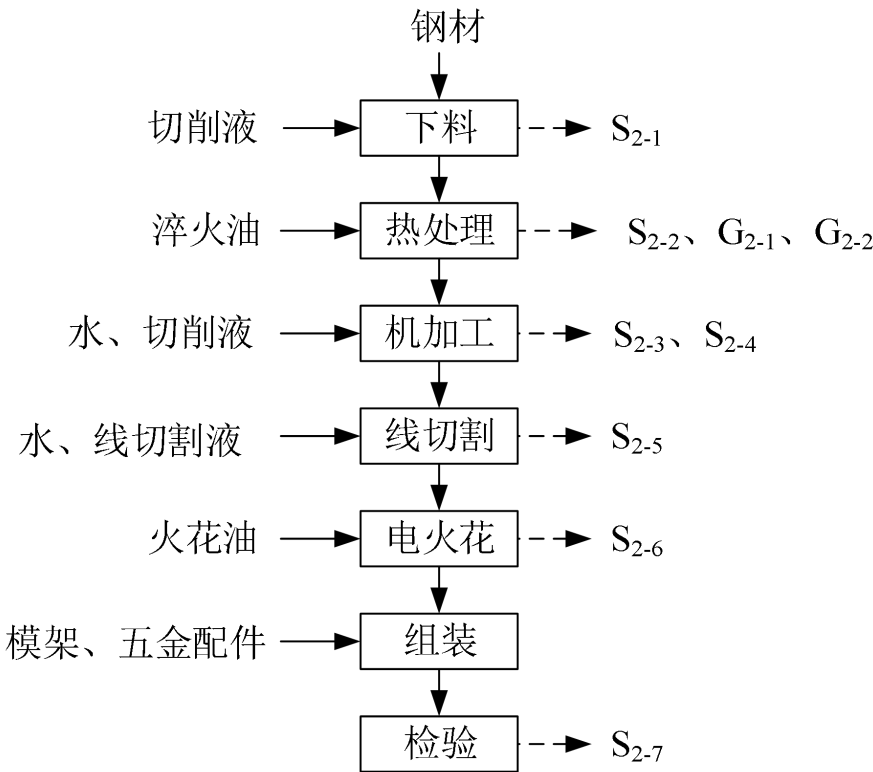 钢材
切削液 下料 S2-1
淬火油 热处理 S2-2、G2-1、G2-2
水、切削液 机加工 S2-3、S2-4
水、线切割液 线切割 S2-5
火花油 电火花 S2-6
模架、五金配件 组装
检验 S2-7